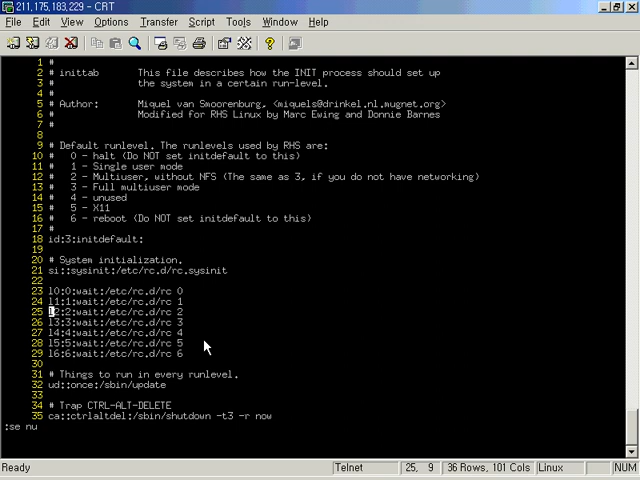 211,175,183,229 - CRT
File Edit View Options Transfer Script Tools Window Help
1 #
2 # inittab This file describes how the INIT process should set up
3 # the system in a certain run-level.
4 #
5 # Author: Miquel van Smoorenburg, <miquels@drinkel.nl.mugnet.org>
6 # Modified for RHS Linux by Marc Ewing and Donnie Barnes
7 #
8
9 # Default runlevel. The runlevels used by RHS are:
10 # 0 - halt (Do NOT set initdefault to this)
11 # 1 - Single user mode
12 # 2 - Multiuser, without NFS (The same as 3, if you do not have networking)
13 # 3 - Full multiuser mode
14 # 4 - unused
15 # 5 - X11
16 # 6 - reboot (Do NOT set initdefault to this)
17 #
18 id:3:initdefault:
19
20 # System initialization.
21 si::sysinit:/etc/rc.d/rc.sysinit
22
23 l0:0:wait:/etc/rc.d/rc 0
24 l1:1:wait:/etc/rc.d/rc 1
25 l2:2:wait:/etc/rc.d/rc 2
26 l3:3:wait:/etc/rc.d/rc 3
27 l4:4:wait:/etc/rc.d/rc 4
28 l5:5:wait:/etc/rc.d/rc 5
29 l6:6:wait:/etc/rc.d/rc 6
30
31 # Things to run in every runlevel.
32 ud::once:/sbin/update
33
34 # Trap CTRL-ALT-DELETE
35 ca::ctrlaltdel:/sbin/shutdown -t3 -r now
:se nu
Ready Telnet 25, 9 36 Rows, 101 Cols Linux NUM